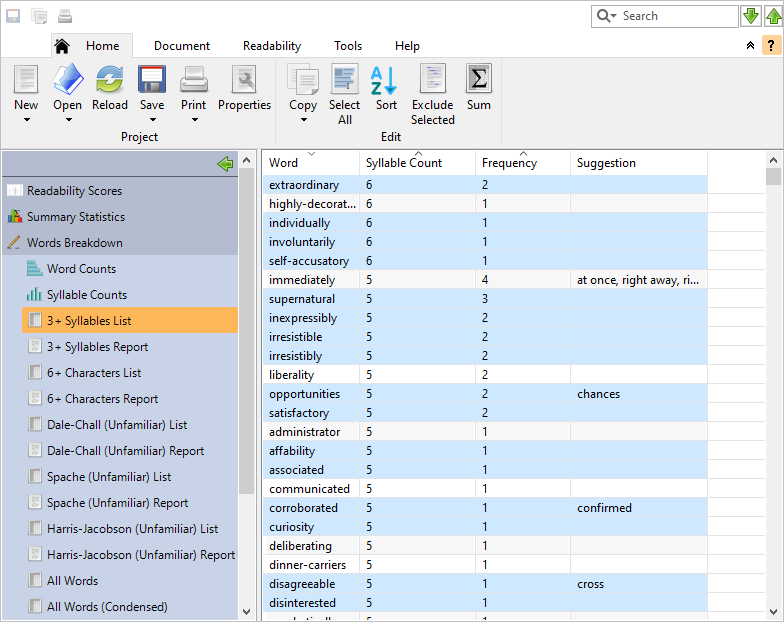 Search
Home Document Readability Tools Help
?
New Open Reload Save Print Properties Copy Select All Sort Exclude Selected Sum
Project Edit
Readability Scores
Summary Statistics
Words Breakdown
Word Counts
Syllable Counts
3+ Syllables List
3+ Syllables Report
6+ Characters List
6+ Characters Report
Dale-Chall (Unfamiliar) List
Dale-Chall (Unfamiliar) Report
Spache (Unfamiliar) List
Spache (Unfamiliar) Report
Harris-Jacobson (Unfamiliar) List
Harris-Jacobson (Unfamiliar) Report
All Words
All Words (Condensed)
Word Syllable Count Frequency Suggestion
extraordinary 6 2
highly-decorat... 6 1
individually 6 1
involuntarily 6 1
self-accusatory 6 1
immediately 5 4 at once, right away, ri...
supernatural 5 3
inexpressibly 5 2
irresistible 5 2
irresistibly 5 2
liberality 5 2
opportunities 5 2 chances
satisfactory 5 2
administrator 5 1
affability 5 1
associated 5 1
communicated 5 1
corroborated 5 1 confirmed
curiosity 5 1
deliberating 5 1
dinner-carriers 5 1
disagreeable 5 1 cross
disinterested 5 1